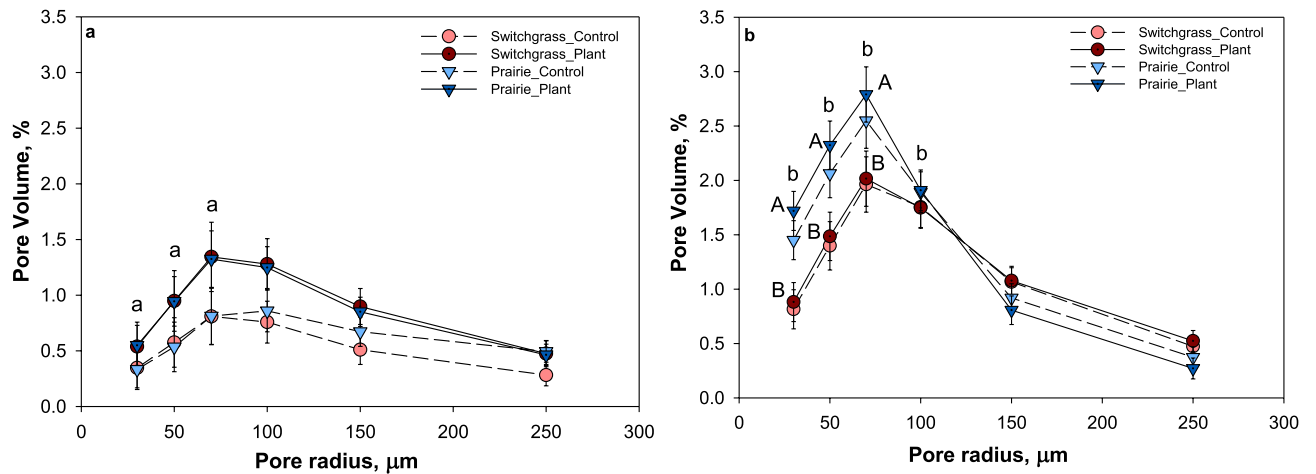 a
Switchgrass_Control
Switchgrass_Plant
Prairie_Control
Prairie_Plant
3.5
3.0
2.5
2.0
1.5
1.0
0.5
0.0
Pore Volume, %
a
a
a
0
50
100
150
200
250
300
Pore radius, μm
b
Switchgrass_Control
Switchgrass_Plant
Prairie_Control
Prairie_Plant
3.5
3.0
2.5
2.0
1.5
1.0
0.5
0.0
Pore Volume, %
b
A
b
A
b
B
b
A
B
B
0
50
100
150
200
250
300
Pore radius, μm